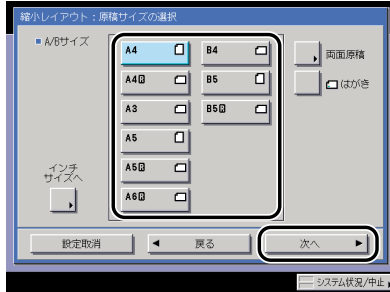 縮小レイアウト：原稿サイズの選択
■ A/Bサイズ
A4
B4
両面原稿
A4R
B5
はがき
A3
B5R
A5
インチ
サイズへ
A5R
A6R
設定取消
◀ 戻る
次へ ▶
システム状況/中止